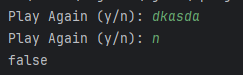 Play Again (y/n): dkasda
Play Again (y/n): n
false